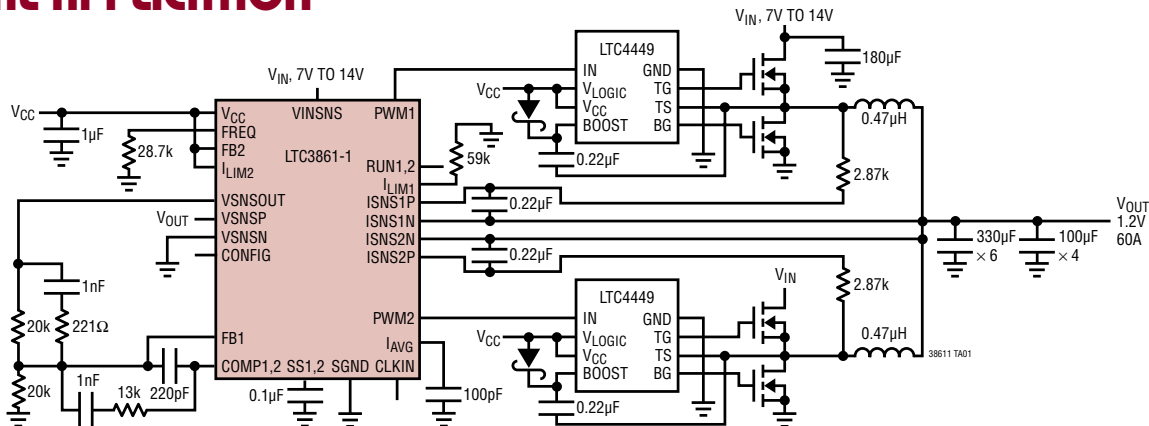 VIN, 7V TO 14V
LTC4449
180µF
VIN, 7V TO 14V
IN
GND
VLOGIC
TG
VCC
TS
BOOST
BG
VCC
0.22µF
0.47µH
2.87k
VCC
1µF
28.7k
VCC
VINSNS
PWM1
FREQ
FB2
ILIM2
LTC3861-1
RUN1,2
ILIM1
59k
VSNSOUT
ISNS1P
0.22µF
VOUT
VSNSP
ISNS1N
VSNSN
ISNS2N
CONFIG
ISNS2P
0.22µF
VOUT
1.2V
60A
330µF
× 6
100µF
× 4
1nF
20k
221Ω
FB1
PWM2
IAVG
COMP1,2
SS1,2
SGND
CLKIN
20k
1nF
13k
220pF
0.1µF
100pF
LTC4449
VIN
2.87k
IN
GND
VCC
VLOGIC
TG
VCC
TS
BOOST
BG
0.47µH
0.22µF
38611 TA01